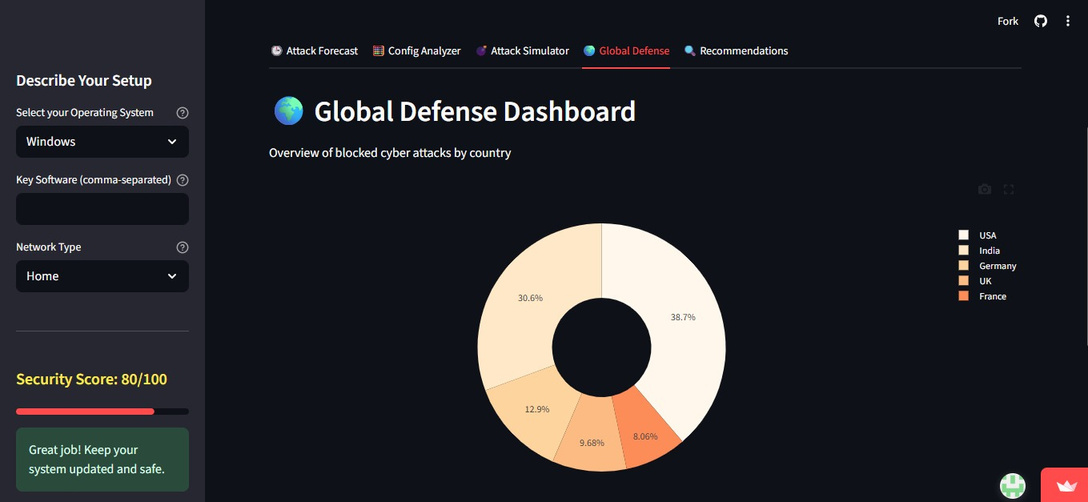 Fork
Attack Forecast
Config Analyzer
Attack Simulator
Global Defense
Recommendations
Describe Your Setup
Select your Operating System
Windows
Key Software (comma-separated)
Network Type
Home
Security Score: 80/100
Great job! Keep your
system updated and safe.
Global Defense Dashboard
Overview of blocked cyber attacks by country
30.6%
38.7%
12.9%
9.68%
8.06%
USA
India
Germany
UK
France